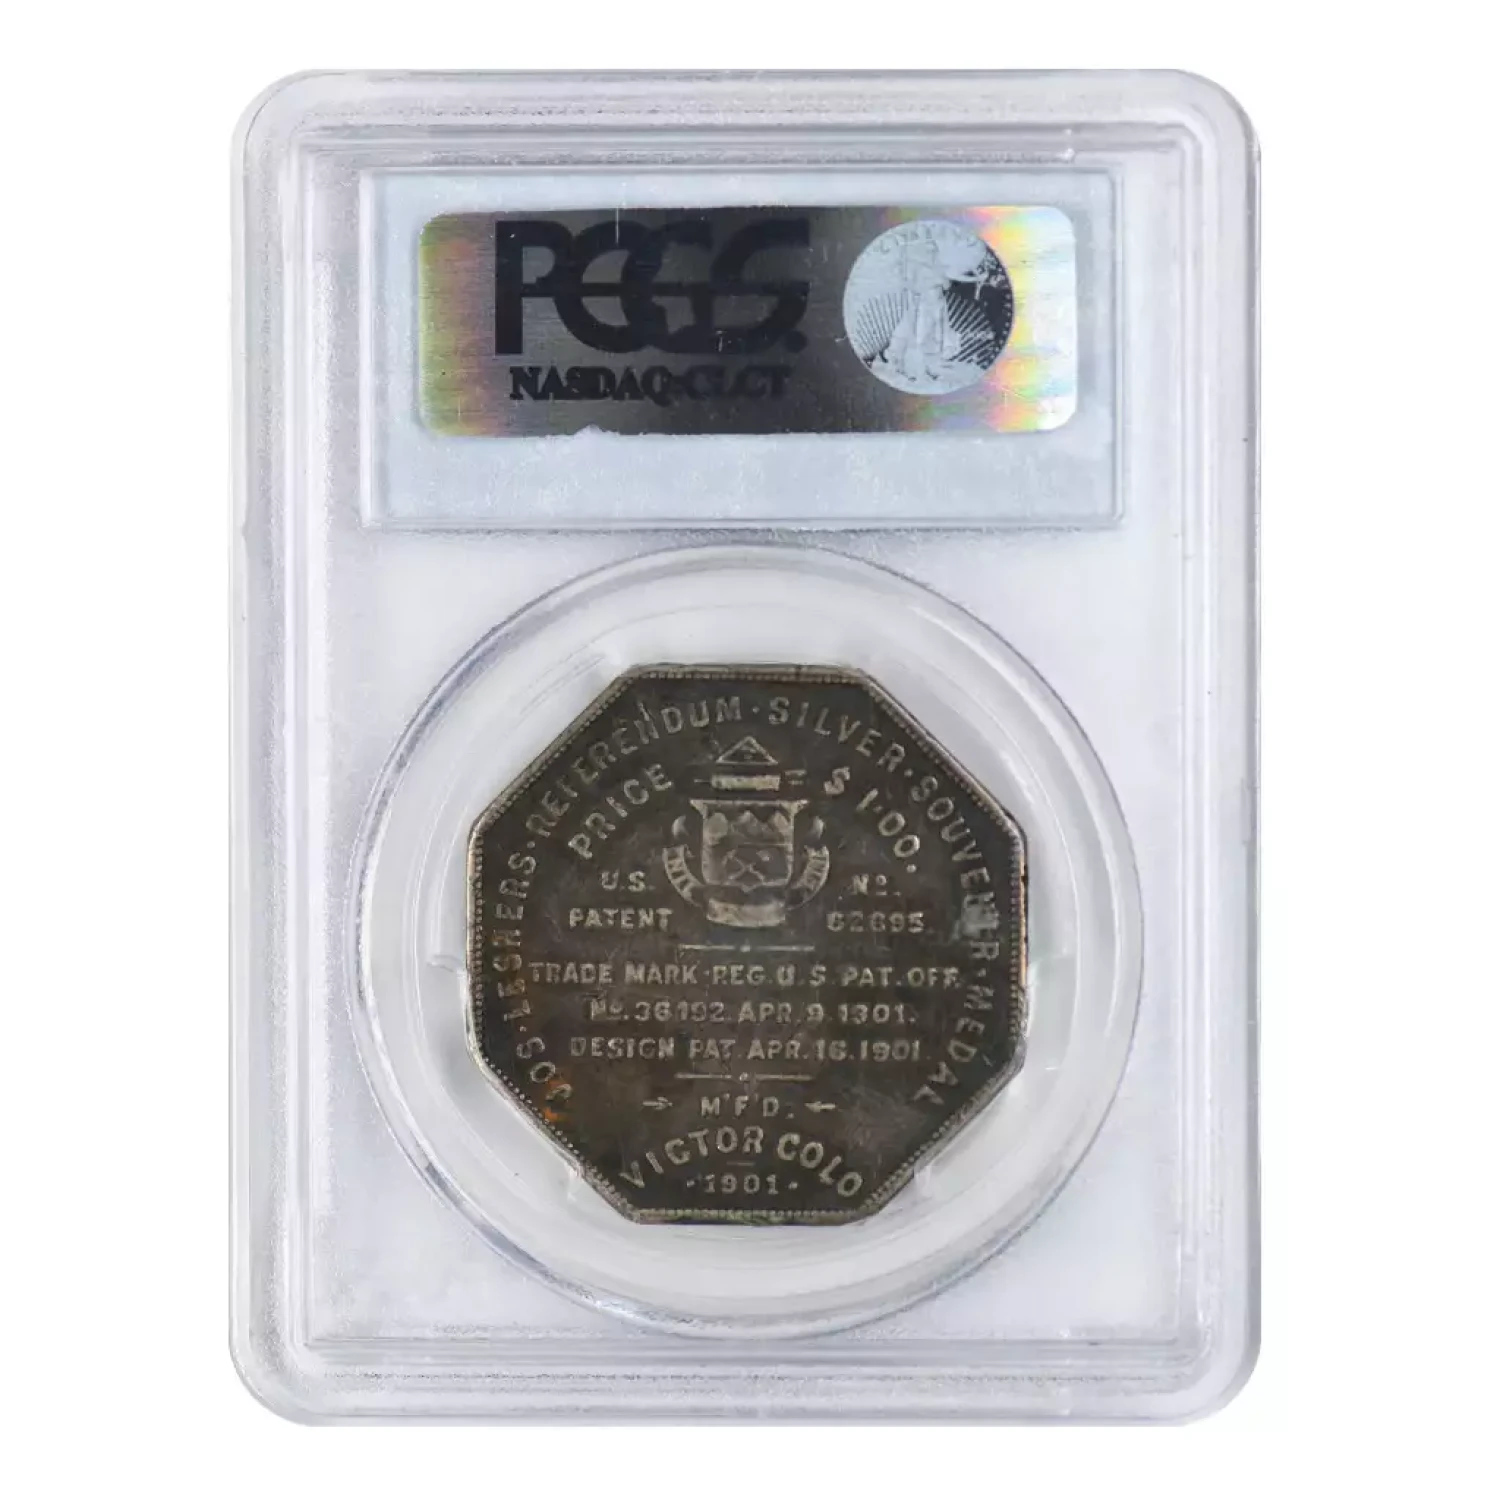 PCGS
NASDAQ:CLCT
JOS·LESHERS·REFERENDUM·SILVER·SOUVENIR·MEDAL
PRICE $1.00.
U.S. No.
PATENT 62695.
TRADE MARK·REG.U.S.PAT.OFF.
No.36192.APR.9.1901.
DESIGN PAT.APR.16.1901.
M'F'D.
VICTOR COLO
·1901·